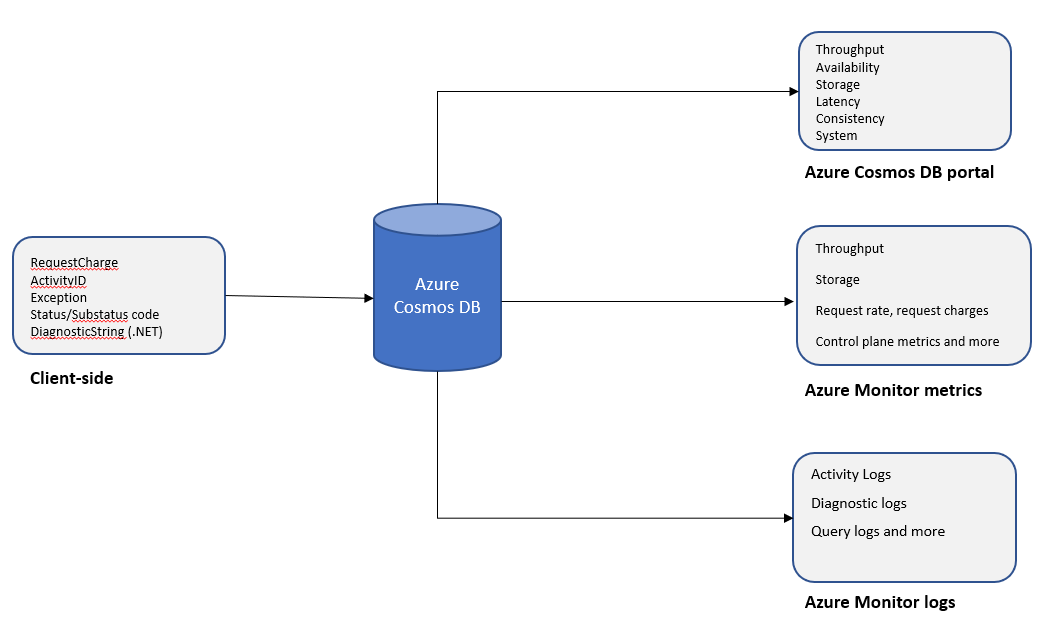 RequestCharge
ActivityID
Exception
Status/Substatus code
DiagnosticString (.NET)
Client-side
Azure
Cosmos DB
Throughput
Availability
Storage
Latency
Consistency
System
Azure Cosmos DB portal
Throughput
Storage
Request rate, request charges
Control plane metrics and more
Azure Monitor metrics
Activity Logs
Diagnostic logs
Query logs and more
Azure Monitor logs